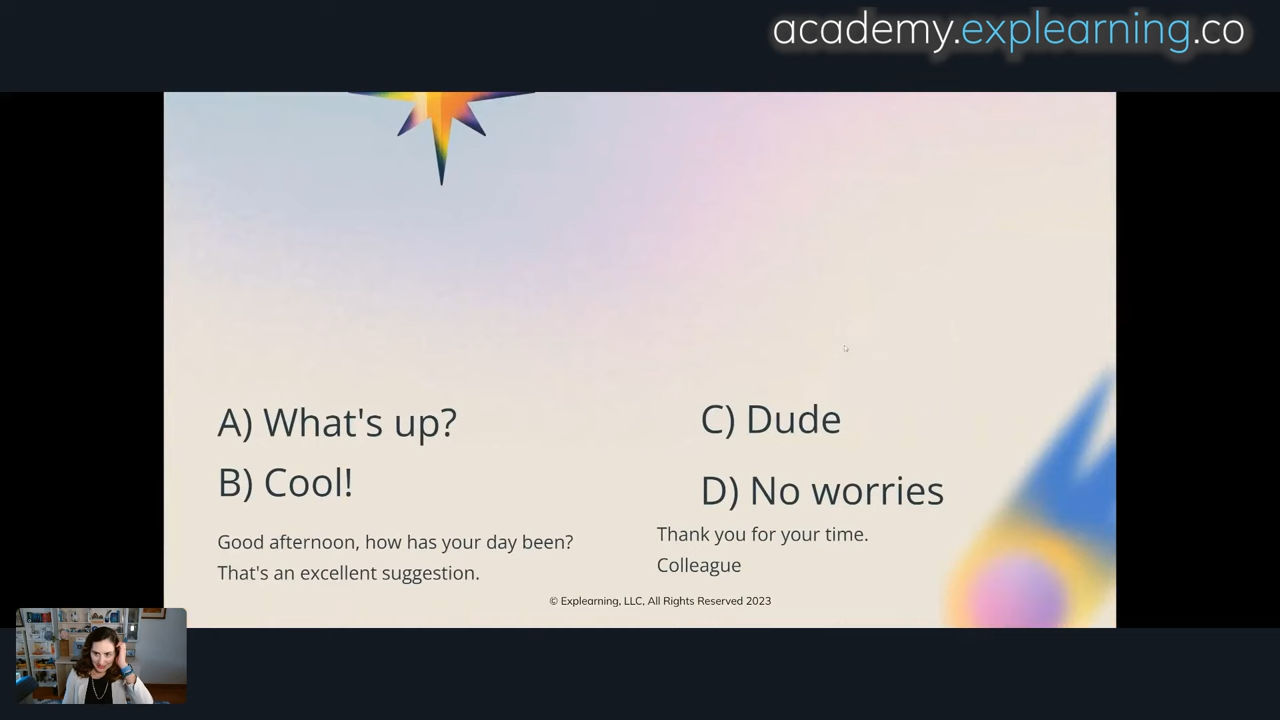 academy.explearning.co
A) What's up?
B) Cool!
C) Dude
D) No worries
Good afternoon, how has your day been?
That's an excellent suggestion.
Thank you for your time.
Colleague
© Explearning, LLC, All Rights Reserved 2023